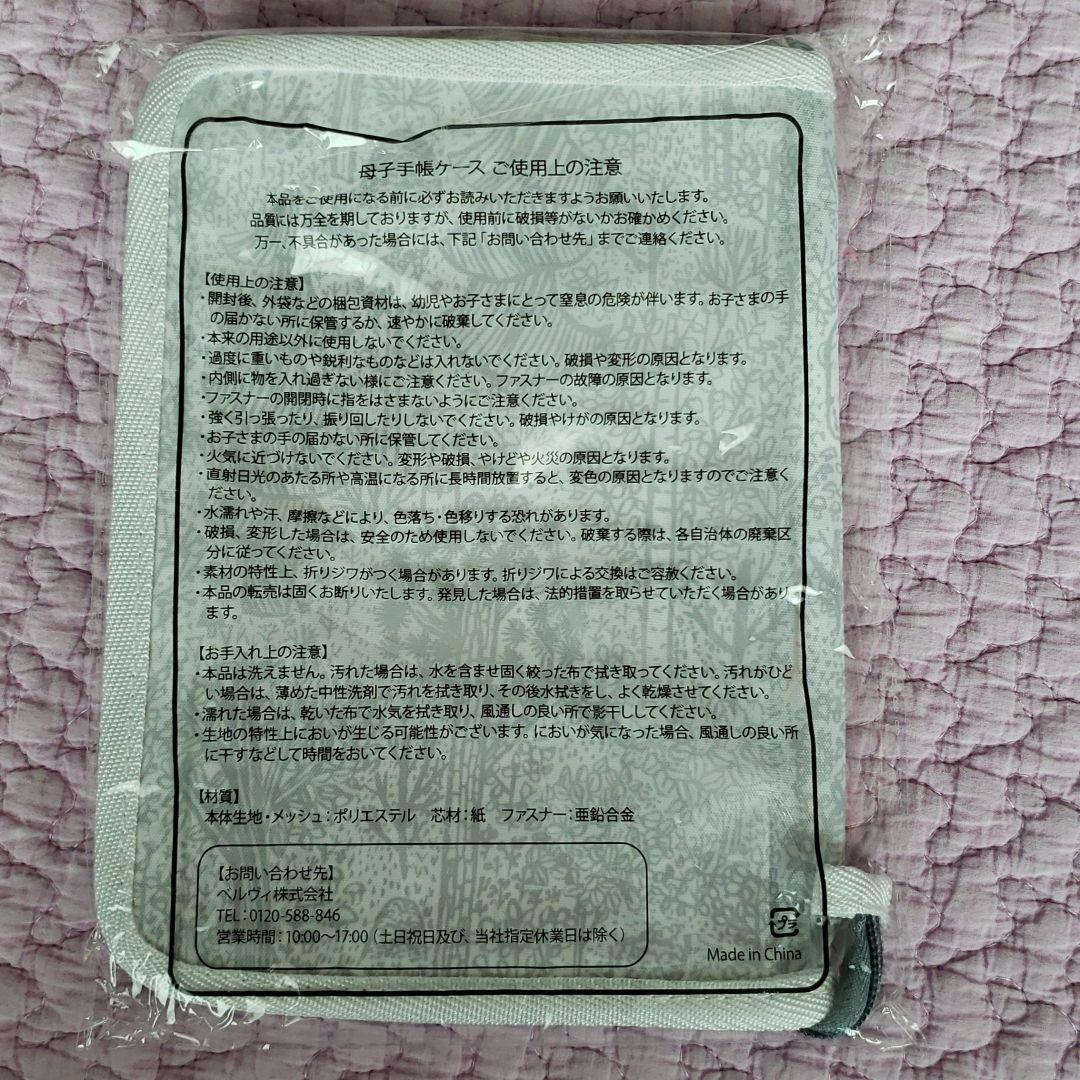 母子手帳ケース ご使用上の注意
本品をご使用になる前に必ずお読みいただきますようお願いいたします。
品質には万全を期しておりますが、使用前に破損等がないかお確かめください。
万一、不具合があった場合には、下記「お問い合わせ先」までご連絡ください。
【使用上の注意】
・開封後、外袋などの梱包資材は、幼児やお子さまにとって窒息の危険が伴います。お子さまの手
の届かない所に保管するか、速やかに破棄してください。
・本来の用途以外に使用しないでください。
・過度に重いものや鋭利なものなどは入れないでください。破損や変形の原因となります。
・内側に物を入れ過ぎない様にご注意ください。ファスナーの故障の原因となります。
・ファスナーの開閉時に指をはさまないようにご注意ください。
・強く引っ張ったり、振り回したりしないでください。破損やけがの原因となります。
・お子さまの手の届かない所に保管してください。
・火気に近づけないでください。変形や破損、やけどや火災の原因となります。
・直射日光のあたる所や高温になる所に長時間放置すると、変色の原因となりますのでご注意く
ださい。
・水濡れや汗、摩擦などにより、色落ち・色移りする恐れがあります。
・破損、変形した場合は、安全のため使用しないでください。破棄する際は、各自治体の廃棄区
分に従ってください。
・素材の特性上、折りジワがつく場合があります。折りジワによる交換はご容赦ください。
・本品の転売は固くお断りいたします。発見した場合は、法的措置を取らせていただく場合があり
ます。
【お手入れ上の注意】
・本品は洗えません。汚れた場合は、水を含ませ固く絞った布で拭き取ってください。汚れがひど
い場合は、薄めた中性洗剤で汚れを拭き取り、その後水拭きをし、よく乾燥させてください。
・濡れた場合は、乾いた布で水気を拭き取り、風通しの良い所で影干ししてください。
・生地の特性上においが生じる可能性がございます。においが気になった場合、風通しの良い所
に干すなどして時間をおいてください。
【材質】
本体生地・メッシュ：ポリエステル 芯材：紙 ファスナー：亜鉛合金
【お問い合わせ先】
ベルヴィ株式会社
TEL：0120-588-846
営業時間：10:00〜17:00（土日祝日及び、当社指定休業日は除く）
プラ
Made in China